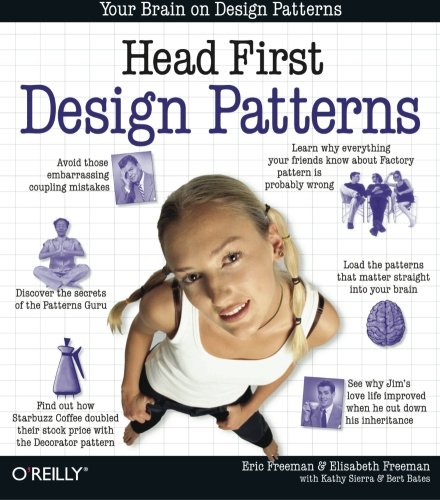 Your Brain on Design Patterns
Head First
Design Patterns
Avoid those
embarrassing
coupling mistakes
Learn why everything
your friends know about Factory
pattern is
probably wrong
Discover the secrets
of the Patterns Guru
Load the patterns
that matter straight
into your brain
Find out how
Starbuzz Coffee doubled
their stock price with
the Decorator pattern
See why Jim's
love life improved
when he cut down
his inheritance
O'REILLY®
Eric Freeman & Elisabeth Freeman
with Kathy Sierra & Bert Bates